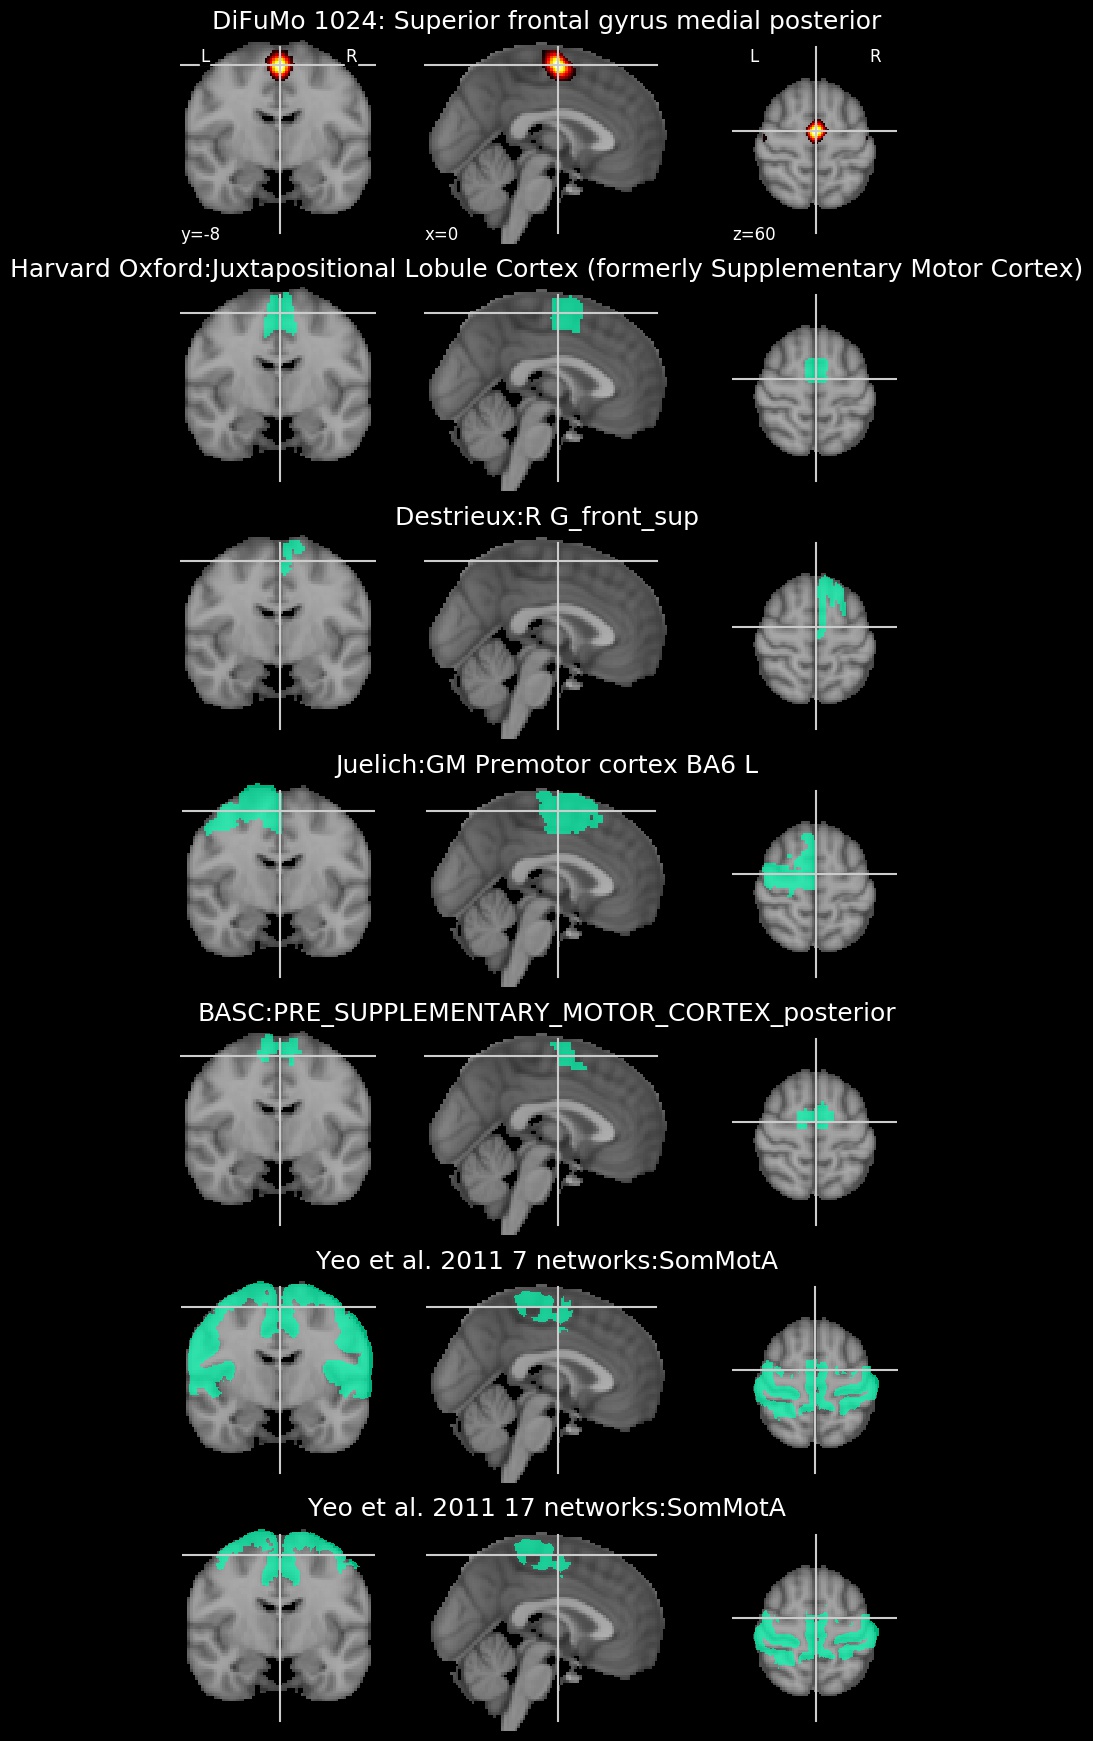 DiFuMo 1024: Superior frontal gyrus medial posterior
L R L R
y=-8 x=0 z=60
Harvard Oxford:Juxtapositional Lobule Cortex (formerly Supplementary Motor Cortex)
Destrieux:R G_front_sup
Juelich:GM Premotor cortex BA6 L
BASC:PRE_SUPPLEMENTARY_MOTOR_CORTEX_posterior
Yeo et al. 2011 7 networks:SomMotA
Yeo et al. 2011 17 networks:SomMotA